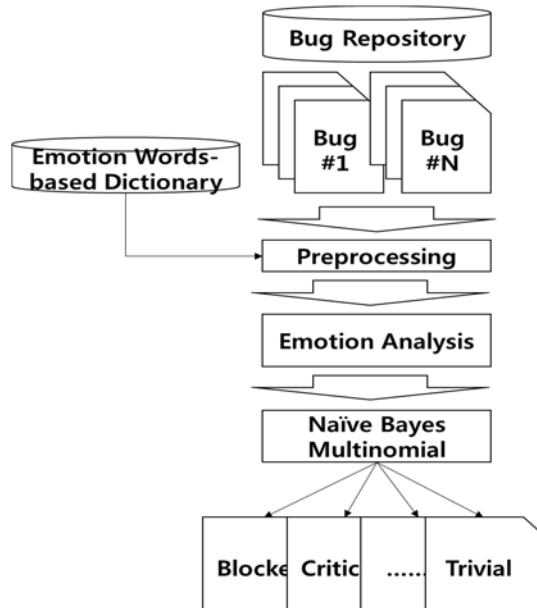 Bug Repository
Bug
#1
Bug
#N
Emotion Words-
based Dictionary
Preprocessing
Emotion Analysis
Naïve Bayes
Multinomial
Blocke
Critic
......
Trivial